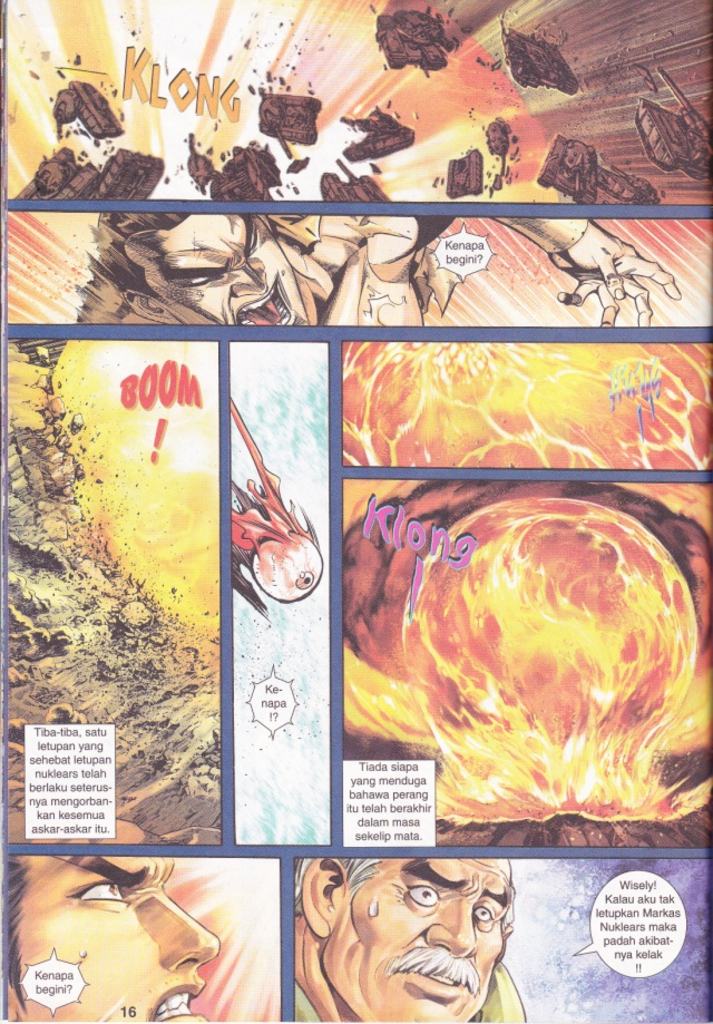 KLONG
Kenapa
begini?
BOOM
!
Tiba-tiba, satu
letupan yang
sehebat letupan
nuklears telah
berlaku seterus-
nya mengorban-
kan kesemua
askar-askar itu.
Ke-
napa
!?
Klong
!
Tiada siapa
yang menduga
bahawa perang
itu telah berakhir
dalam masa
sekelip mata.
Kenapa
begini?
Wisely!
Kalau aku tak
letupkan Markas
Nuklears maka
padah akibat-
nya kelak
!!
16